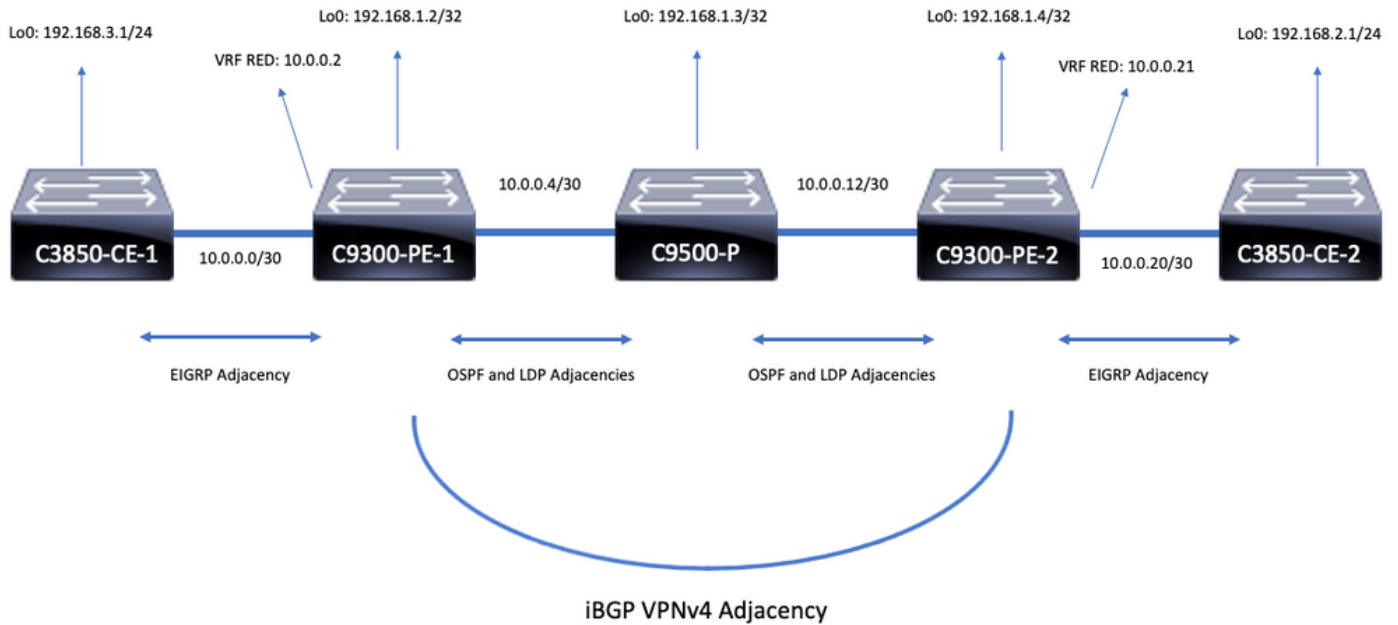 Lo0: 192.168.3.1/24
Lo0: 192.168.1.2/32
Lo0: 192.168.1.3/32
Lo0: 192.168.1.4/32
Lo0: 192.168.2.1/24
VRF RED: 10.0.0.2
VRF RED: 10.0.0.21
10.0.0.4/30
10.0.0.12/30
C3850-CE-1
C9300-PE-1
C9500-P
C9300-PE-2
C3850-CE-2
10.0.0.0/30
10.0.0.20/30
EIGRP Adjacency
OSPF and LDP Adjacencies
OSPF and LDP Adjacencies
EIGRP Adjacency
iBGP VPNv4 Adjacency